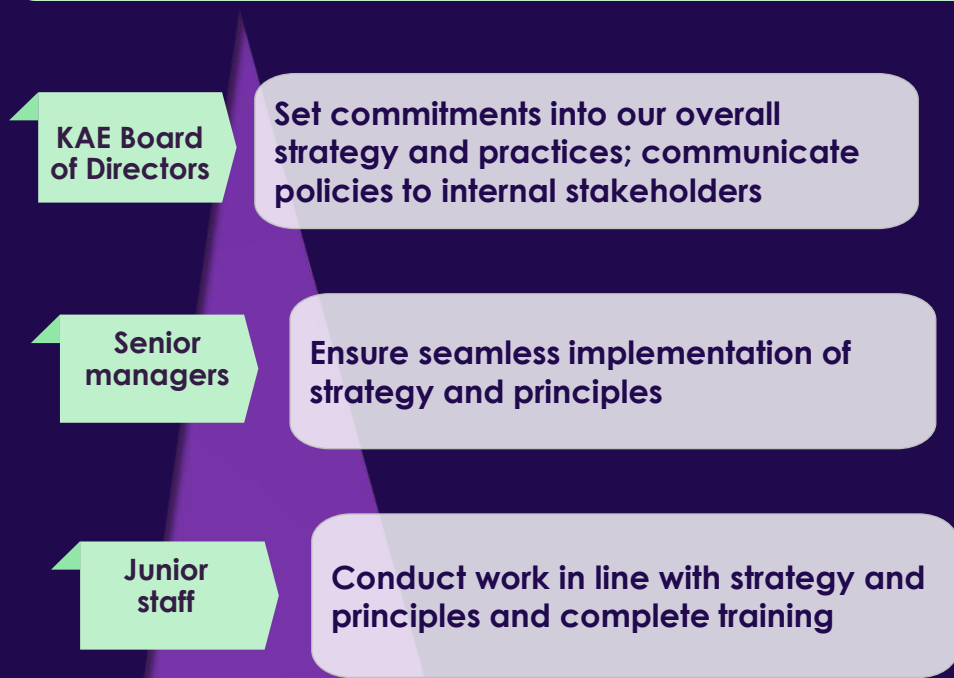 KAE Board
of Directors
Set commitments into our overall
strategy and practices; communicate
policies to internal stakeholders
Senior
managers
Ensure seamless implementation of
strategy and principles
Junior
staff
Conduct work in line with strategy and
principles and complete training